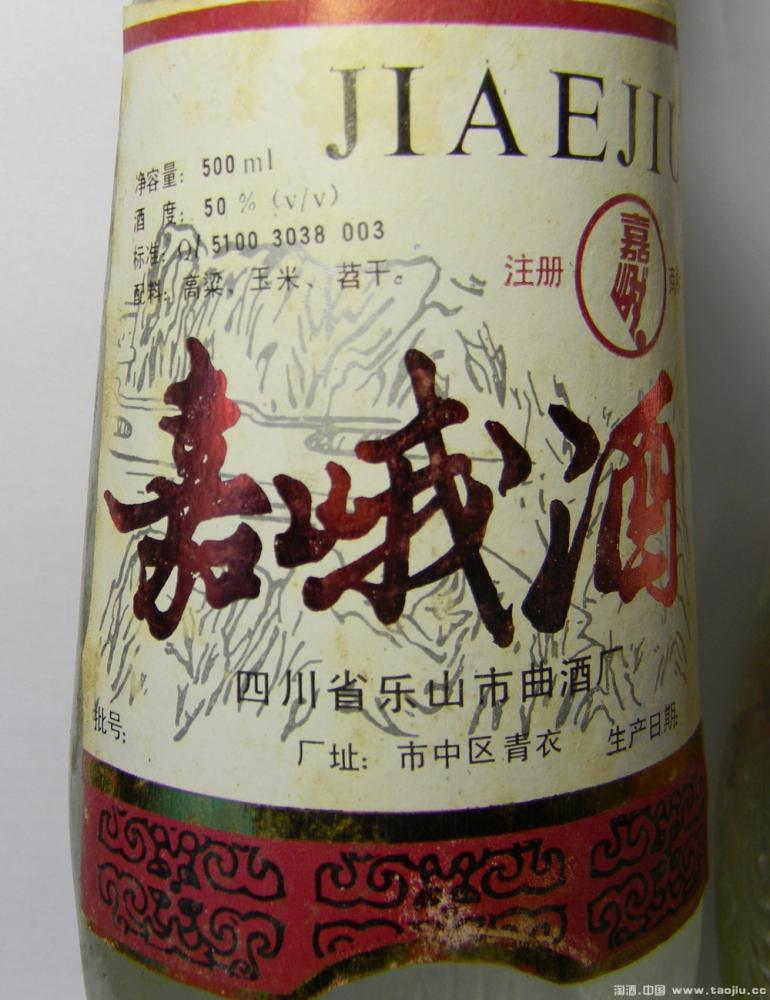 JIAEJIU
净容量: 500 ml
酒 度: 50 % (v/v)
标准: Q/ 5100 3038 003
配料: 高粱、玉米、苕干。
注册 嘉峨 商
嘉峨酒
四川省乐山市曲酒厂
批号:
厂址: 市中区青衣
生产日期:
淘酒.中国 www.taojiu.cc